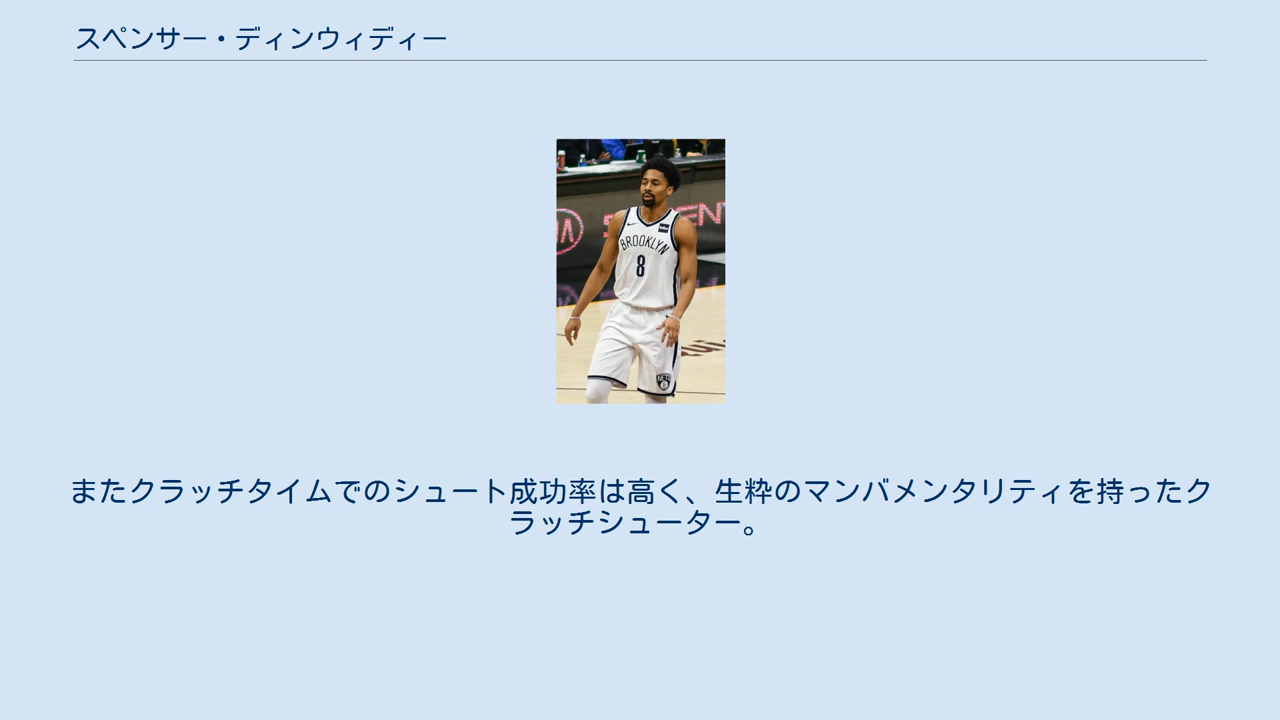 スペンサー・ディンウィディー
BROOKLYN
8
NETS
またクラッチタイムでのシュート成功率は高く、生粋のマンバメンタリティを持ったク
ラッチシューター。